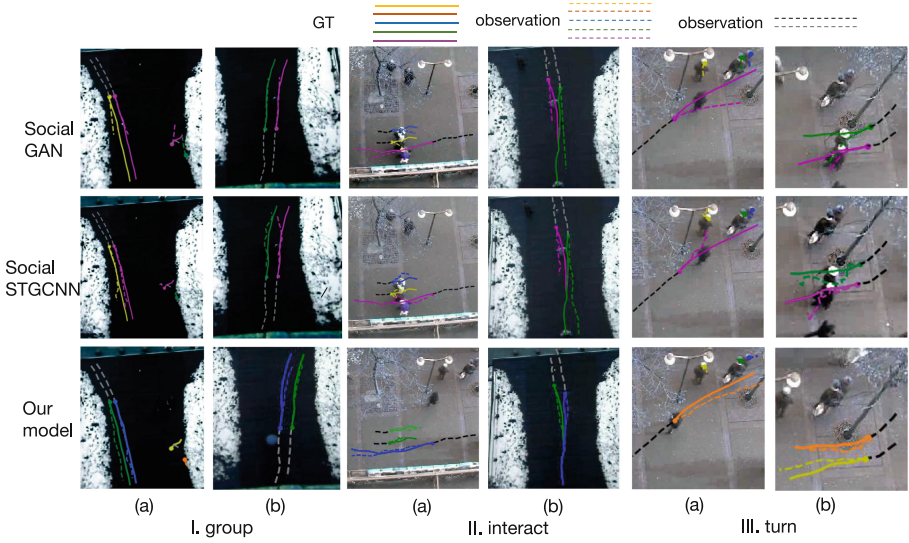 GT observation observation
Social
GAN
Social
STGCNN
Our
model
(a) (b) (a) (b) (a) (b)
I. group II. interact III. turn